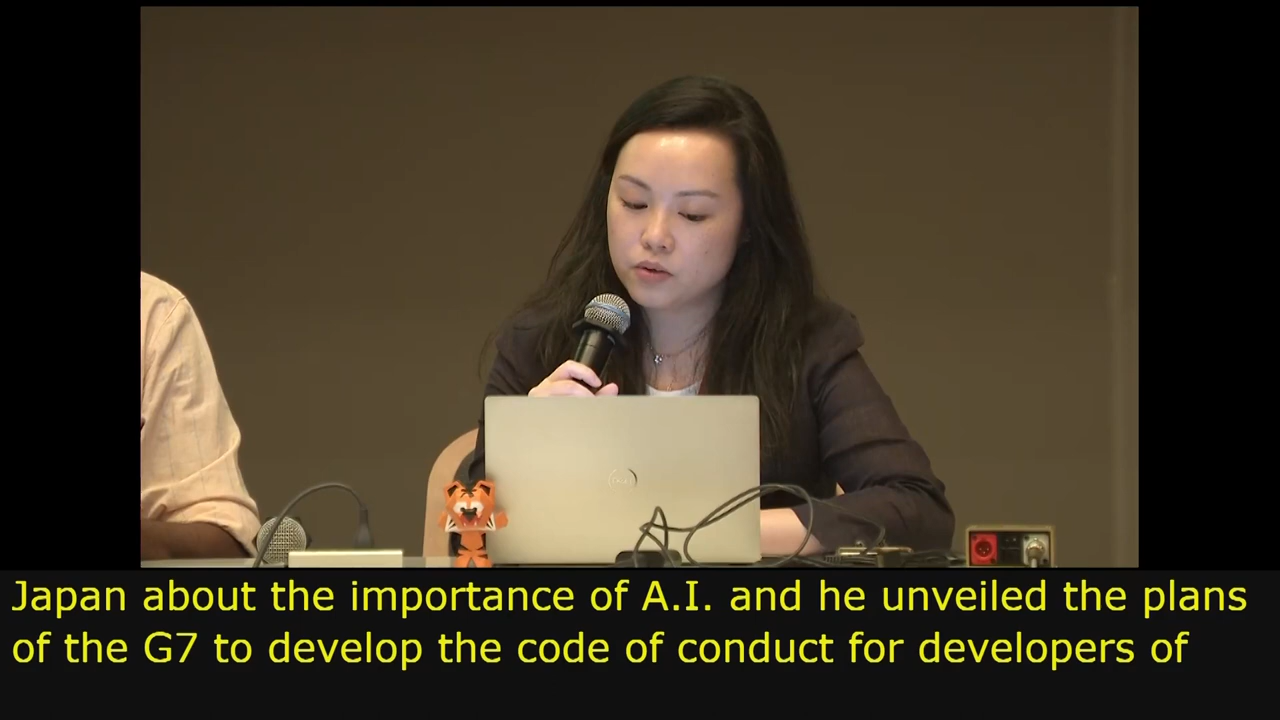 Japan about the importance of A.I. and he unveiled the plans
of the G7 to develop the code of conduct for developers of